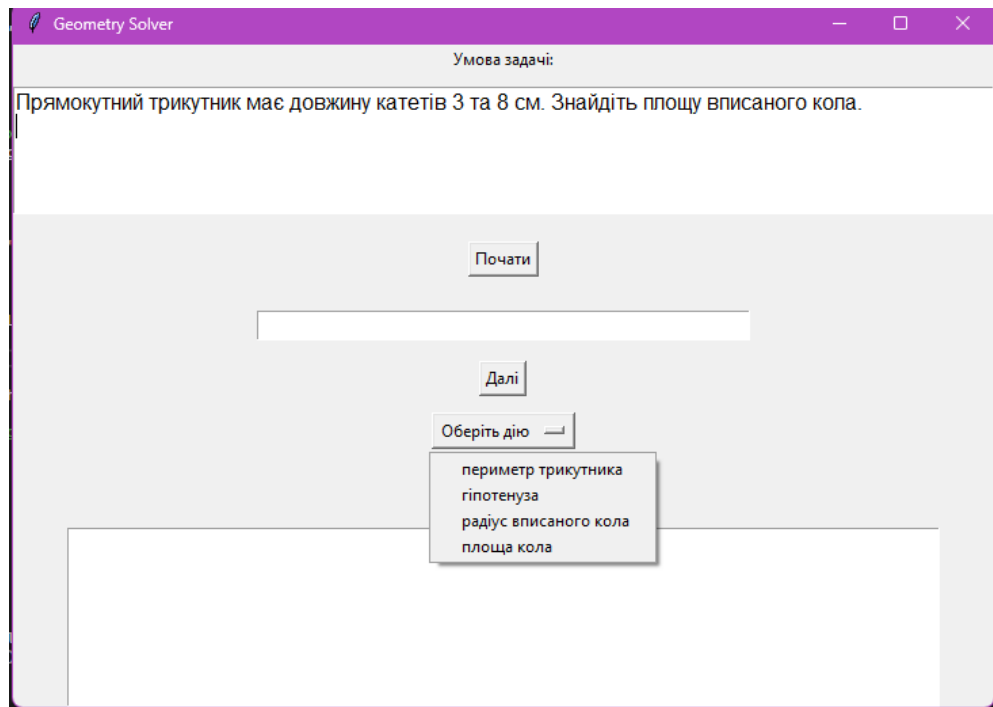 Geometry Solver
Умова задачі:
Прямокутний трикутник має довжину катетів 3 та 8 см. Знайдіть площу вписаного кола.
Почати
Далі
Оберіть дію
периметр трикутника
гіпотенуза
радіус вписаного кола
площа кола